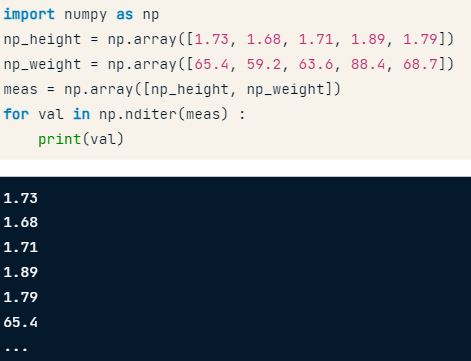 import numpy as np
np_height = np.array([1.73, 1.68, 1.71, 1.89, 1.79])
np_weight = np.array([65.4, 59.2, 63.6, 88.4, 68.7])
meas = np.array([np_height, np_weight])
for val in np.nditer(meas) :
    print(val)
1.73
1.68
1.71
1.89
1.79
65.4
...